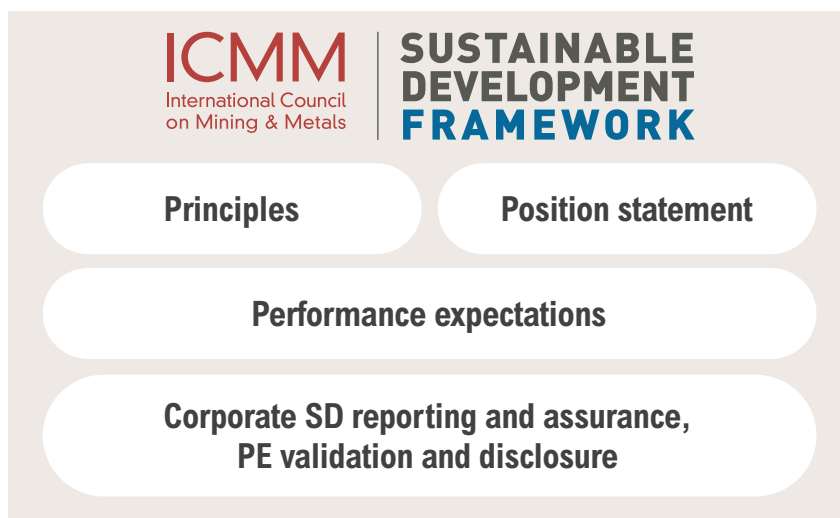 ICMM
International Council
on Mining & Metals
SUSTAINABLE
DEVELOPMENT
FRAMEWORK
Principles
Position statement
Performance expectations
Corporate SD reporting and assurance,
PE validation and disclosure